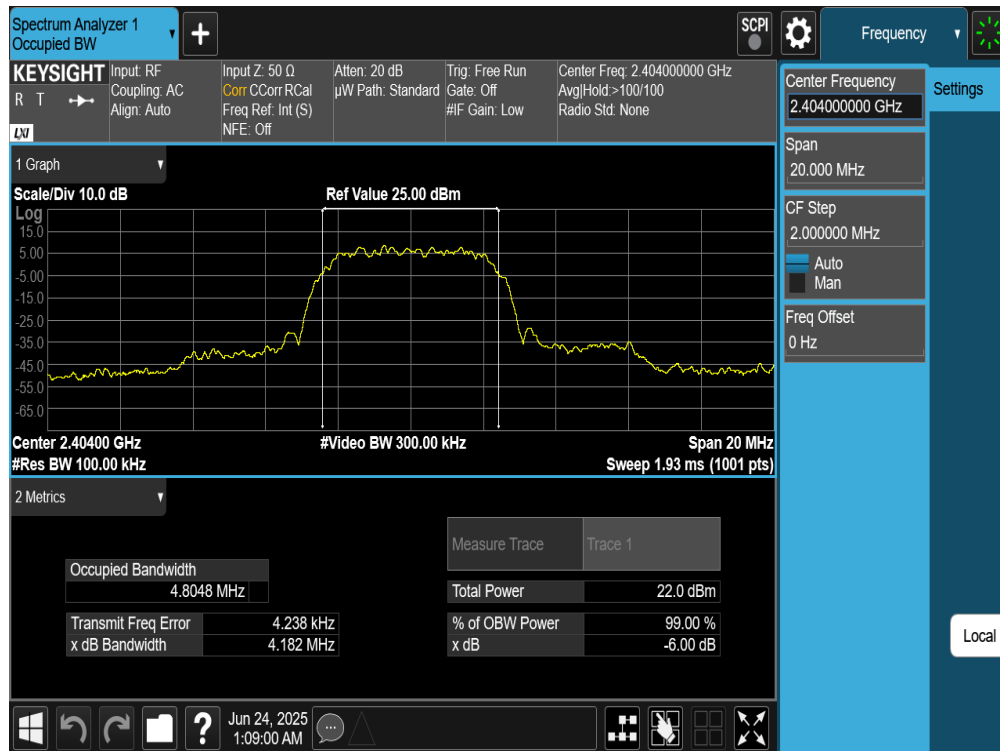 Spectrum Analyzer 1
Occupied BW
+
SCPI
Frequency
KEYSIGHT
R T
LXI
Input: RF
Coupling: AC
Align: Auto
Input Z: 50 Ω
Corr CCorr RCal
Freq Ref: Int (S)
NFE: Off
Atten: 20 dB
µW Path: Standard
Trig: Free Run
Gate: Off
#IF Gain: Low
Center Freq: 2.404000000 GHz
Avg|Hold:>100/100
Radio Std: None
Center Frequency
2.404000000 GHz
Settings
Span
20.000 MHz
CF Step
2.000000 MHz
Auto
Man
Freq Offset
0 Hz
Local
1 Graph
Scale/Div 10.0 dB
Ref Value 25.00 dBm
Log
15.0
5.00
-5.00
-15.0
-25.0
-35.0
-45.0
-55.0
-65.0
Center 2.40400 GHz
#Video BW 300.00 kHz
Span 20 MHz
#Res BW 100.00 kHz
Sweep 1.93 ms (1001 pts)
2 Metrics
Measure Trace
Trace 1
Occupied Bandwidth
4.8048 MHz
Total Power
22.0 dBm
Transmit Freq Error
4.238 kHz
% of OBW Power
99.00 %
x dB Bandwidth
4.182 MHz
x dB
-6.00 dB
?
Jun 24, 2025
1:09:00 AM